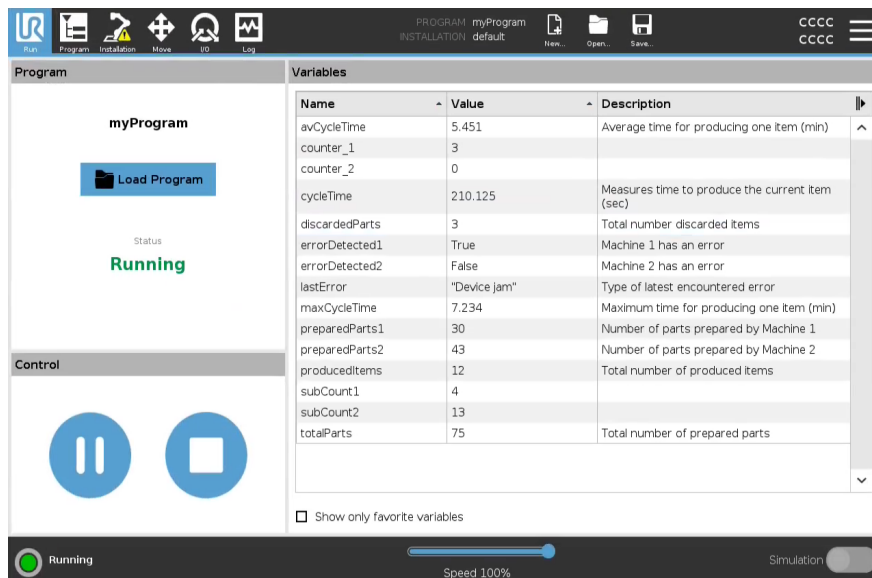 UR
PROGRAM myProgram
INSTALLATION default
CCCC
CCCC
Run Program Installation Move I/O Log New... Open... Save...
Program
myProgram
Load Program
Status
Running
Control
Variables
Name Value Description
avCycleTime 5.451 Average time for producing one item (min)
counter_1 3
counter_2 0
cycleTime 210.125 Measures time to produce the current item
(sec)
discardedParts 3 Total number discarded items
errorDetected1 True Machine 1 has an error
errorDetected2 False Machine 2 has an error
lastError "Device jam" Type of latest encountered error
maxCycleTime 7.234 Maximum time for producing one item (min)
preparedParts1 30 Number of parts prepared by Machine 1
preparedParts2 43 Number of parts prepared by Machine 2
producedItems 12 Total number of produced items
subCount1 4
subCount2 13
totalParts 75 Total number of prepared parts
Show only favorite variables
Running
Speed 100%
Simulation